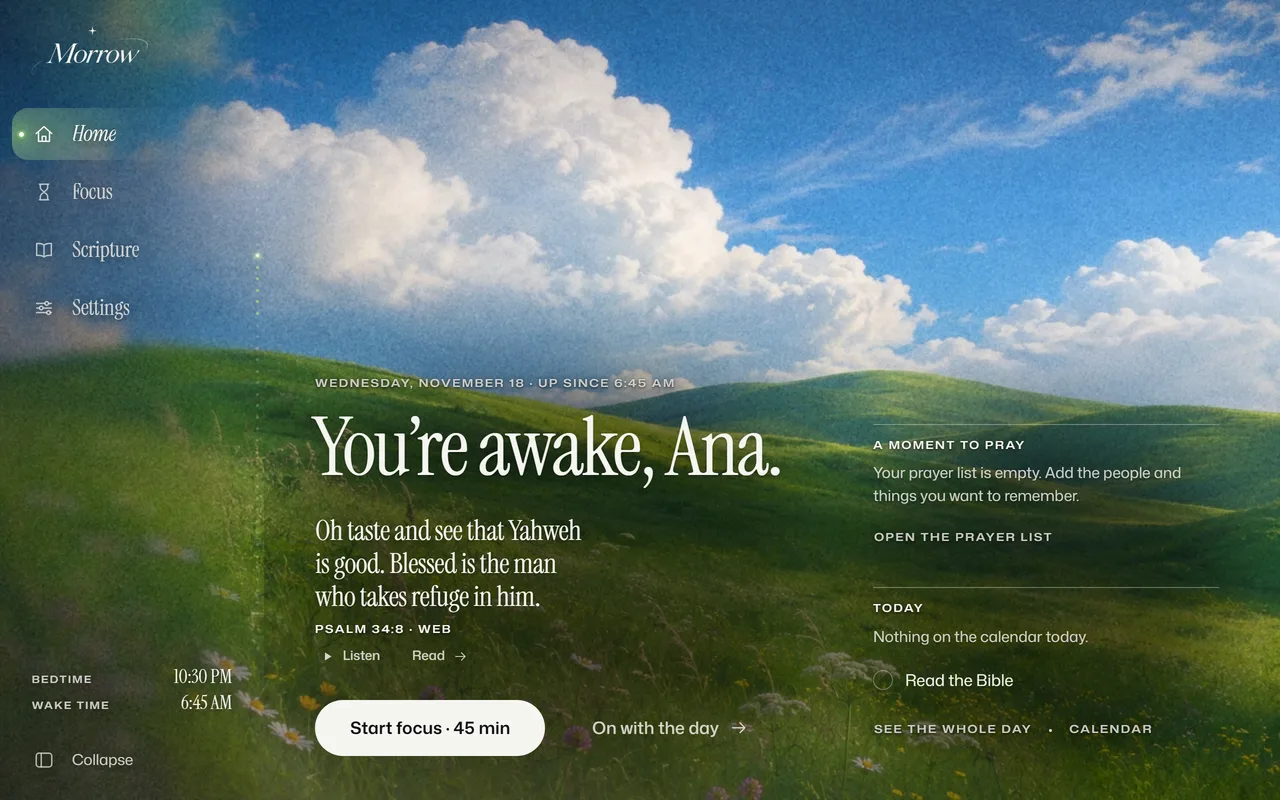 Morrow
Home
Focus
Scripture
Settings
BEDTIME 10:30 PM
WAKE TIME 6:45 AM
Collapse
WEDNESDAY, NOVEMBER 18 · UP SINCE 6:45 AM
You’re awake, Ana.
Oh taste and see that Yahweh
is good. Blessed is the man
who takes refuge in him.
PSALM 34:8 · WEB
Listen Read →
Start focus · 45 min
On with the day →
A MOMENT TO PRAY
Your prayer list is empty. Add the people and
things you want to remember.
OPEN THE PRAYER LIST
TODAY
Nothing on the calendar today.
Read the Bible
SEE THE WHOLE DAY · CALENDAR